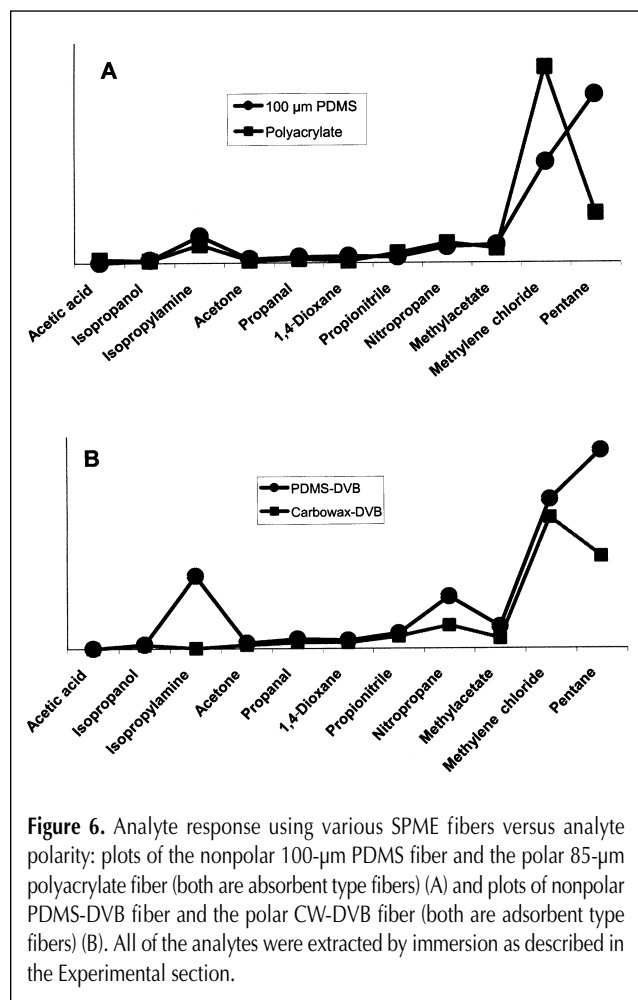 A
100 µm PDMS
Polyacrylate
Acetic acid
Isopropanol
Isopropylamine
Acetone
Propanal
1,4-Dioxane
Propionitrile
Nitropropane
Methylacetate
Methylene chloride
Pentane
B
PDMS-DVB
Carbowax-DVB
Acetic acid
Isopropanol
Isopropylamine
Acetone
Propanal
1,4-Dioxane
Propionitrile
Nitropropane
Methylacetate
Methylene chloride
Pentane
Figure 6. Analyte response using various SPME fibers versus analyte
polarity: plots of the nonpolar 100-µm PDMS fiber and the polar 85-µm
polyacrylate fiber (both are absorbent type fibers) (A) and plots of nonpolar
PDMS-DVB fiber and the polar CW-DVB fiber (both are adsorbent type
fibers) (B). All of the analytes were extracted by immersion as described in
the Experimental section.